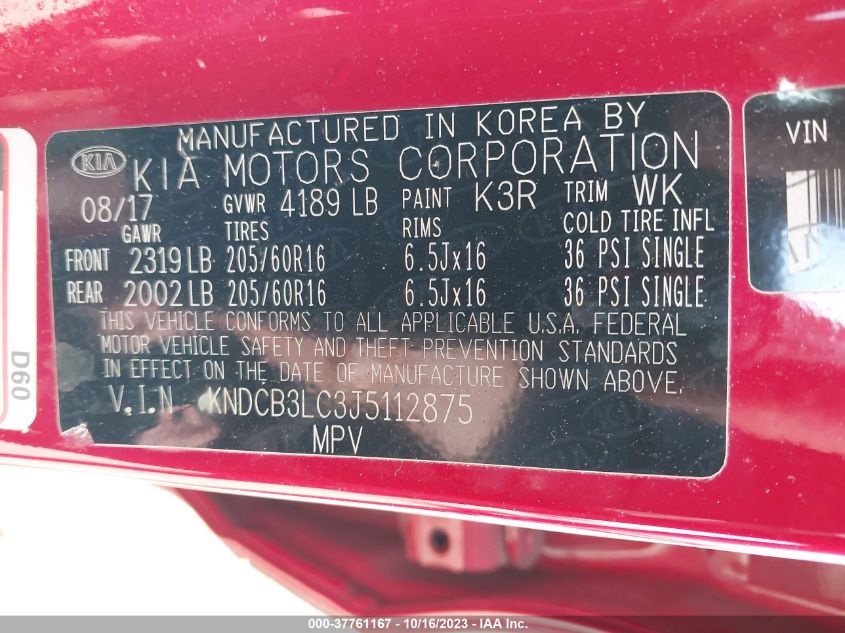 MANUFACTURED IN KOREA BY
KIA KIA MOTORS CORPORATION
08/17 GVWR 4189 LB PAINT K3R TRIM WK
GAWR TIRES RIMS COLD TIRE INFL
FRONT 2319 LB 205/60R16 6.5Jx16 36 PSI SINGLE
REAR 2002 LB 205/60R16 6.5Jx16 36 PSI SINGLE
THIS VEHICLE CONFORMS TO ALL APPLICABLE U.S.A. FEDERAL
MOTOR VEHICLE SAFETY AND THEFT PREVENTION STANDARDS
IN EFFECT ON THE DATE OF MANUFACTURE SHOWN ABOVE.
V.I.N KNDCB3LC3J5112875
MPV
D60
VIN
000-37761167 - 10/16/2023 - Copyright © IAA, LLC.